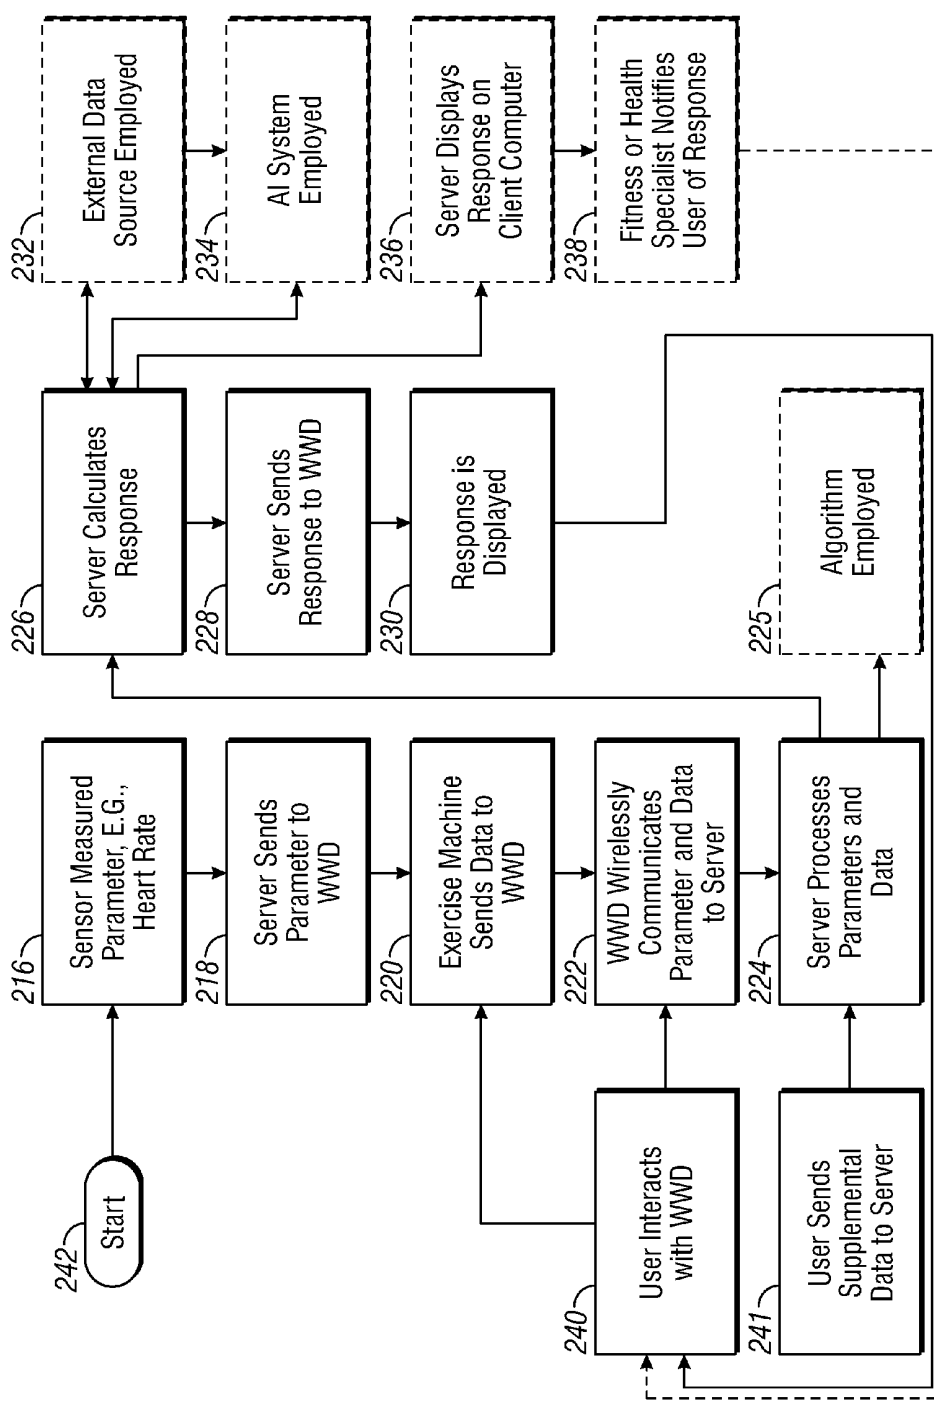 242
Start
216
Sensor Measured
Parameter, E.G.,
Heart Rate
218
Server Sends
Parameter to
WWD
220
Exercise Machine
Sends Data to
WWD
222
WWD Wirelessly
Communicates
Parameter and Data
to Server
224
Server Processes
Parameters and
Data
240
User Interacts
with WWD
241
User Sends
Supplemental
Data to Server
226
Server Calculates
Response
228
Server Sends
Response to WWD
230
Response is
Displayed
225
Algorithm
Employed
232
External Data
Source Employed
234
AI System
Employed
236
Server Displays
Response on
Client Computer
238
Fitness or Health
Specialist Notifies
User of Response